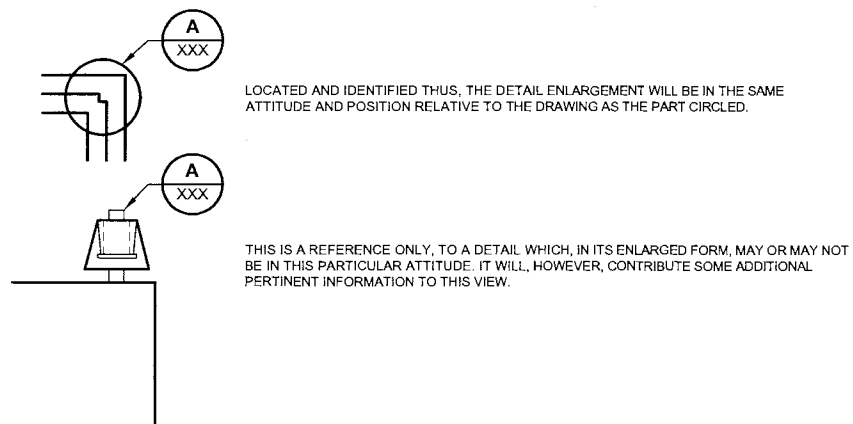 A
XXX
LOCATED AND IDENTIFIED THUS, THE DETAIL ENLARGEMENT WILL BE IN THE SAME
ATTITUDE AND POSITION RELATIVE TO THE DRAWING AS THE PART CIRCLED.
A
XXX
THIS IS A REFERENCE ONLY, TO A DETAIL WHICH, IN ITS ENLARGED FORM, MAY OR MAY NOT
BE IN THIS PARTICULAR ATTITUDE. IT WILL, HOWEVER, CONTRIBUTE SOME ADDITIONAL
PERTINENT INFORMATION TO THIS VIEW.